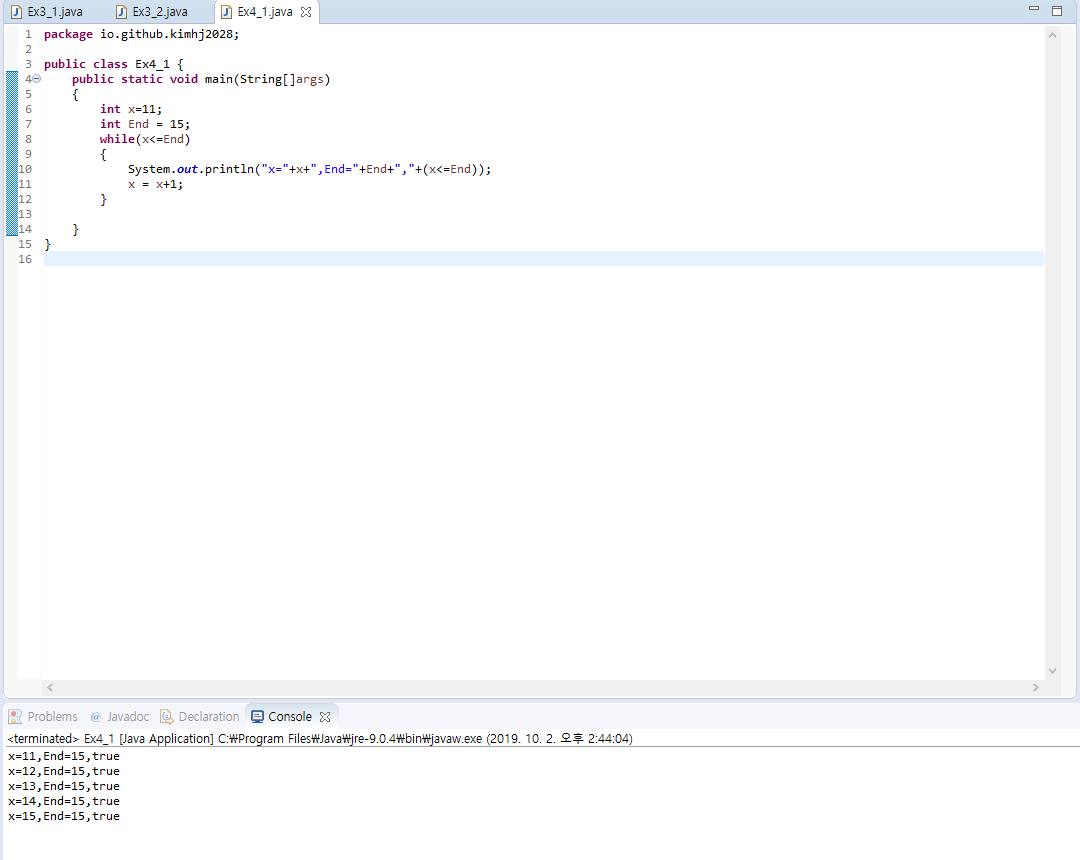 Ex3_1.java Ex3_2.java Ex4_1.java
1 package io.github.kimhj2028;
2
3 public class Ex4_1 {
4 public static void main(String[]args)
5 {
6 int x=11;
7 int End = 15;
8 while(x<=End)
9 {
10 System.out.println("x="+x+",End="+End+","+(x<=End));
11 x = x+1;
12 }
13
14 }
15 }
16
Problems @ Javadoc Declaration Console
<terminated> Ex4_1 [Java Application] C:₩Program Files₩Java₩jre-9.0.4₩bin₩javaw.exe (2019. 10. 2. 오후 2:44:04)
x=11,End=15,true
x=12,End=15,true
x=13,End=15,true
x=14,End=15,true
x=15,End=15,true